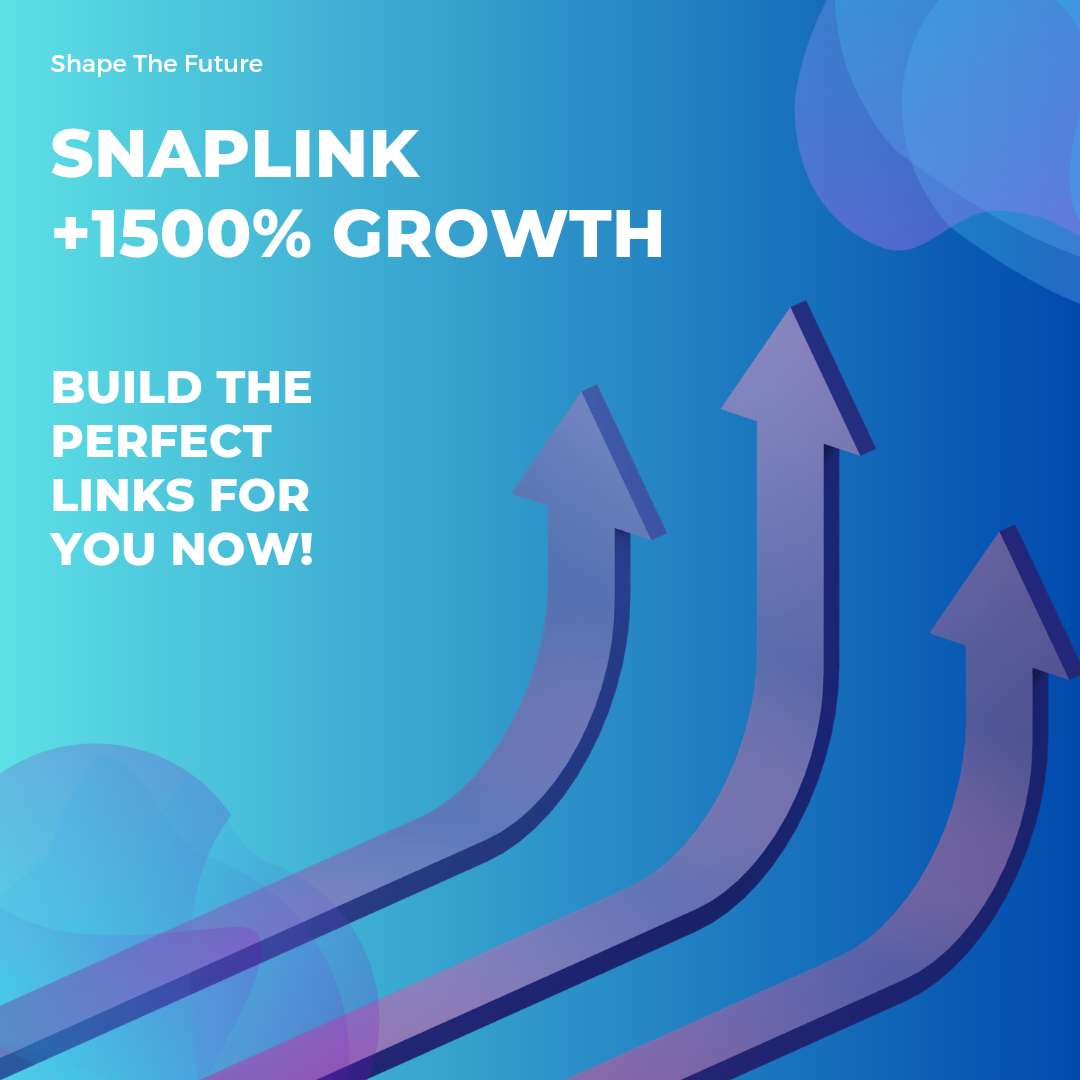 Shape The Future
SNAPLINK
+1500% GROWTH
BUILD THE
PERFECT
LINKS FOR
YOU NOW!